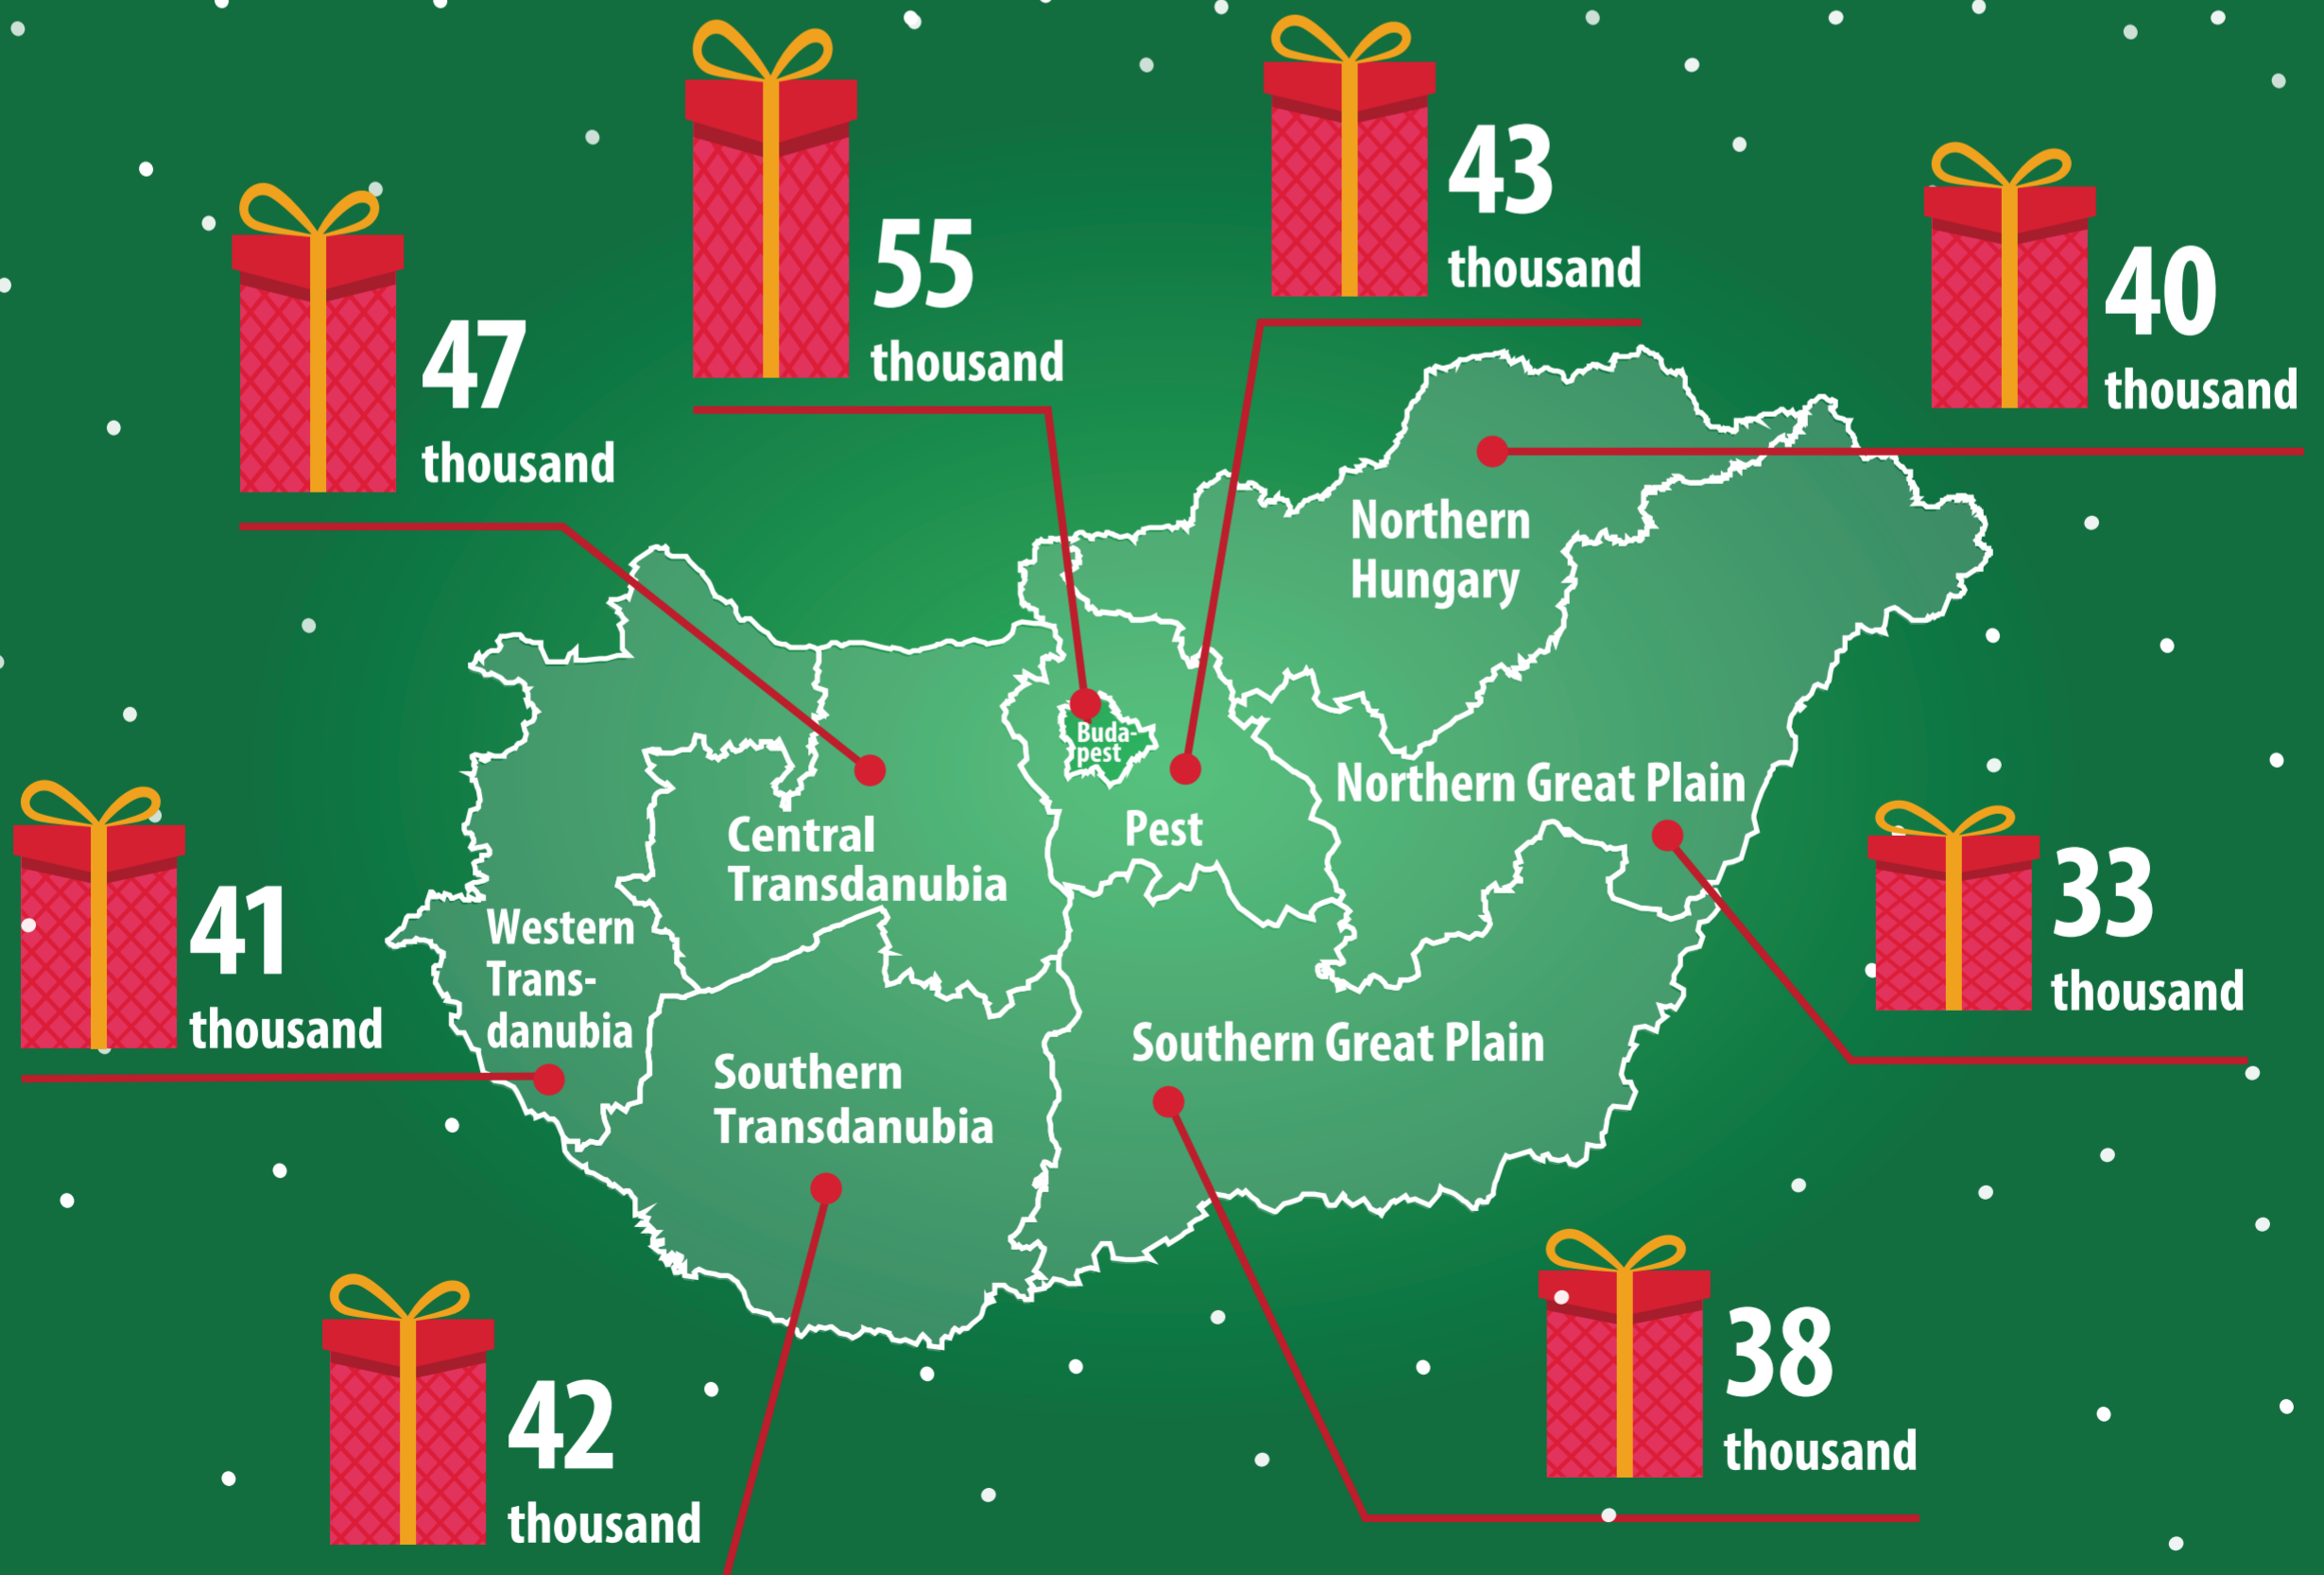 43
thousand
55
thousand
40
thousand
47
thousand
Northern
Hungary
Buda-
pest
Northern Great Plain
Pest
Central
Transdanubia
33
thousand
41
thousand
Western
Trans-
danubia
Southern Great Plain
Southern
Transdanubia
38
thousand
42
thousand